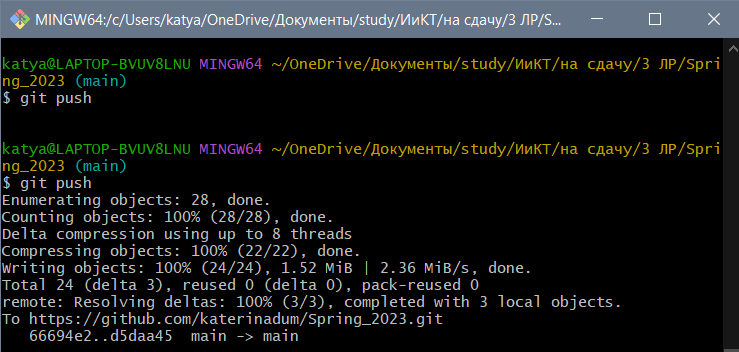 MINGW64:/c/Users/katya/OneDrive/Документы/study/ИиКТ/на сдачу/3 ЛР/S...
katya@LAPTOP-BVUV8LNU MINGW64 ~/OneDrive/Документы/study/ИиКТ/на сдачу/3 ЛР/Spri
ng_2023 (main)
$ git push
katya@LAPTOP-BVUV8LNU MINGW64 ~/OneDrive/Документы/study/ИиКТ/на сдачу/3 ЛР/Spri
ng_2023 (main)
$ git push
Enumerating objects: 28, done.
Counting objects: 100% (28/28), done.
Delta compression using up to 8 threads
Compressing objects: 100% (22/22), done.
Writing objects: 100% (24/24), 1.52 MiB | 2.36 MiB/s, done.
Total 24 (delta 3), reused 0 (delta 0), pack-reused 0
remote: Resolving deltas: 100% (3/3), completed with 3 local objects.
To https://github.com/katerinadum/Spring_2023.git
   66694e2..d5daa45  main -> main